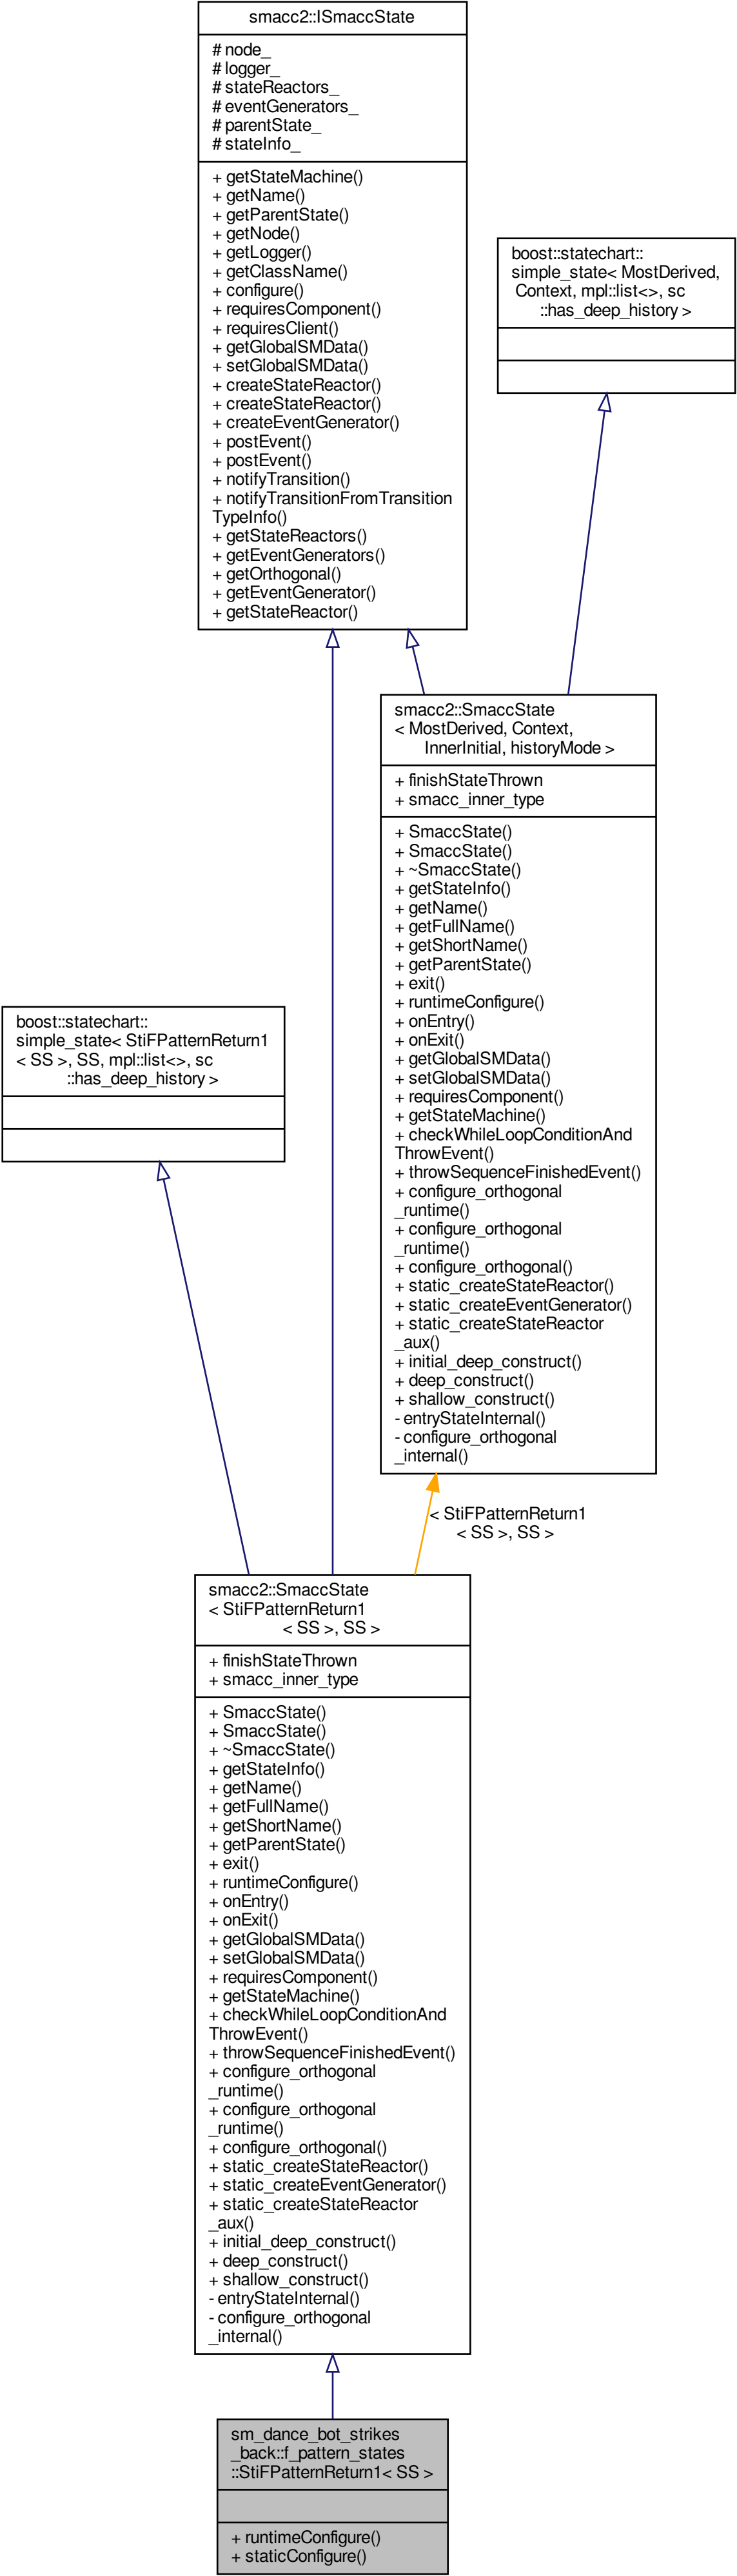 smacc2::ISmaccState
# node_
# logger_
# stateReactors_
# eventGenerators_
# parentState_
# stateInfo_
+ getStateMachine()
+ getName()
+ getParentState()
+ getNode()
+ getLogger()
+ getClassName()
+ configure()
+ requiresComponent()
+ requiresClient()
+ getGlobalSMData()
+ setGlobalSMData()
+ createStateReactor()
+ createStateReactor()
+ createEventGenerator()
+ postEvent()
+ postEvent()
+ notifyTransition()
+ notifyTransitionFromTransition
TypeInfo()
+ getStateReactors()
+ getEventGenerators()
+ getOrthogonal()
+ getEventGenerator()
+ getStateReactor()
boost::statechart::
simple_state< MostDerived,
Context, mpl::list<>, sc
::has_deep_history >
smacc2::SmaccState
< MostDerived, Context,
InnerInitial, historyMode >
+ finishStateThrown
+ smacc_inner_type
+ SmaccState()
+ SmaccState()
+ ~SmaccState()
+ getStateInfo()
+ getName()
+ getFullName()
+ getShortName()
+ getParentState()
+ exit()
+ runtimeConfigure()
+ onEntry()
+ onExit()
+ getGlobalSMData()
+ setGlobalSMData()
+ requiresComponent()
+ getStateMachine()
+ checkWhileLoopConditionAnd
ThrowEvent()
+ throwSequenceFinishedEvent()
+ configure_orthogonal
_runtime()
+ configure_orthogonal
_runtime()
+ configure_orthogonal()
+ static_createStateReactor()
+ static_createEventGenerator()
+ static_createStateReactor
_aux()
+ initial_deep_construct()
+ deep_construct()
+ shallow_construct()
- entryStateInternal()
- configure_orthogonal
_internal()
boost::statechart::
simple_state< StiFPatternReturn1
< SS >, SS, mpl::list<>, sc
::has_deep_history >
< StiFPatternReturn1
< SS >, SS >
smacc2::SmaccState
< StiFPatternReturn1
< SS >, SS >
+ finishStateThrown
+ smacc_inner_type
+ SmaccState()
+ SmaccState()
+ ~SmaccState()
+ getStateInfo()
+ getName()
+ getFullName()
+ getShortName()
+ getParentState()
+ exit()
+ runtimeConfigure()
+ onEntry()
+ onExit()
+ getGlobalSMData()
+ setGlobalSMData()
+ requiresComponent()
+ getStateMachine()
+ checkWhileLoopConditionAnd
ThrowEvent()
+ throwSequenceFinishedEvent()
+ configure_orthogonal
_runtime()
+ configure_orthogonal
_runtime()
+ configure_orthogonal()
+ static_createStateReactor()
+ static_createEventGenerator()
+ static_createStateReactor
_aux()
+ initial_deep_construct()
+ deep_construct()
+ shallow_construct()
- entryStateInternal()
- configure_orthogonal
_internal()
sm_dance_bot_strikes
_back::f_pattern_states
::StiFPatternReturn1< SS >
+ runtimeConfigure()
+ staticConfigure()